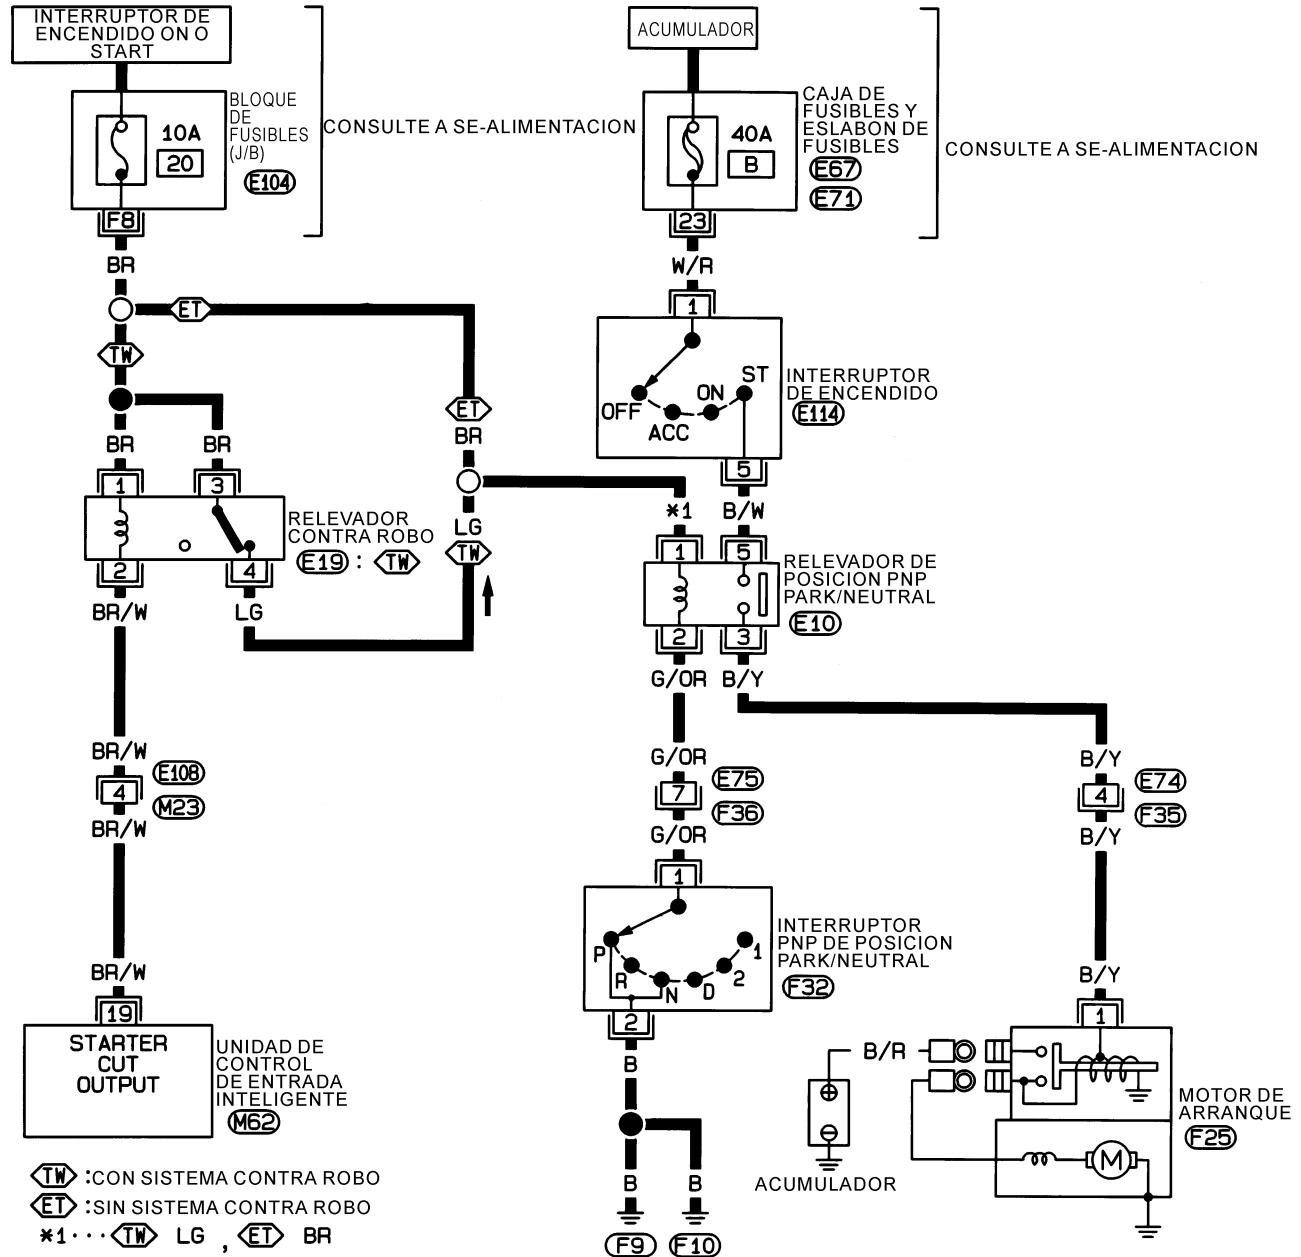 INTERRUPTOR DE
ENCENDIDO ON O
START
10A
20
BLOQUE
DE
FUSIBLES
(J/B)
E104
F8
CONSULTE A SE-ALIMENTACION
ACUMULADOR
40A
B
CAJA DE
FUSIBLES Y
ESLABON DE
FUSIBLES
E67
E71
23
CONSULTE A SE-ALIMENTACION
BR
ET
TW
BR
BR
1
3
RELEVADOR
CONTRA ROBO
E19 : TW
2
4
BR/W
LG
ET
BR
LG
TW
W/R
1
OFF
ACC
ON
ST
INTERRUPTOR
DE ENCENDIDO
E114
5
*1
B/W
1
5
RELEVADOR DE
POSICION PNP
PARK/NEUTRAL
E10
2
3
G/OR
B/Y
BR/W
4
E108
M23
BR/W
G/OR
7
E75
F36
G/OR
B/Y
4
E74
F35
B/Y
1
P
R
N
D
2
1
INTERRUPTOR
PNP DE POSICION
PARK/NEUTRAL
F32
2
B
B
B
F9
F10
BR/W
19
STARTER
CUT
OUTPUT
UNIDAD DE
CONTROL
DE ENTRADA
INTELIGENTE
M62
B/Y
1
B/R
ACUMULADOR
M
MOTOR DE
ARRANQUE
F25
TW :CON SISTEMA CONTRA ROBO
ET :SIN SISTEMA CONTRA ROBO
*1··· TW LG , ET BR